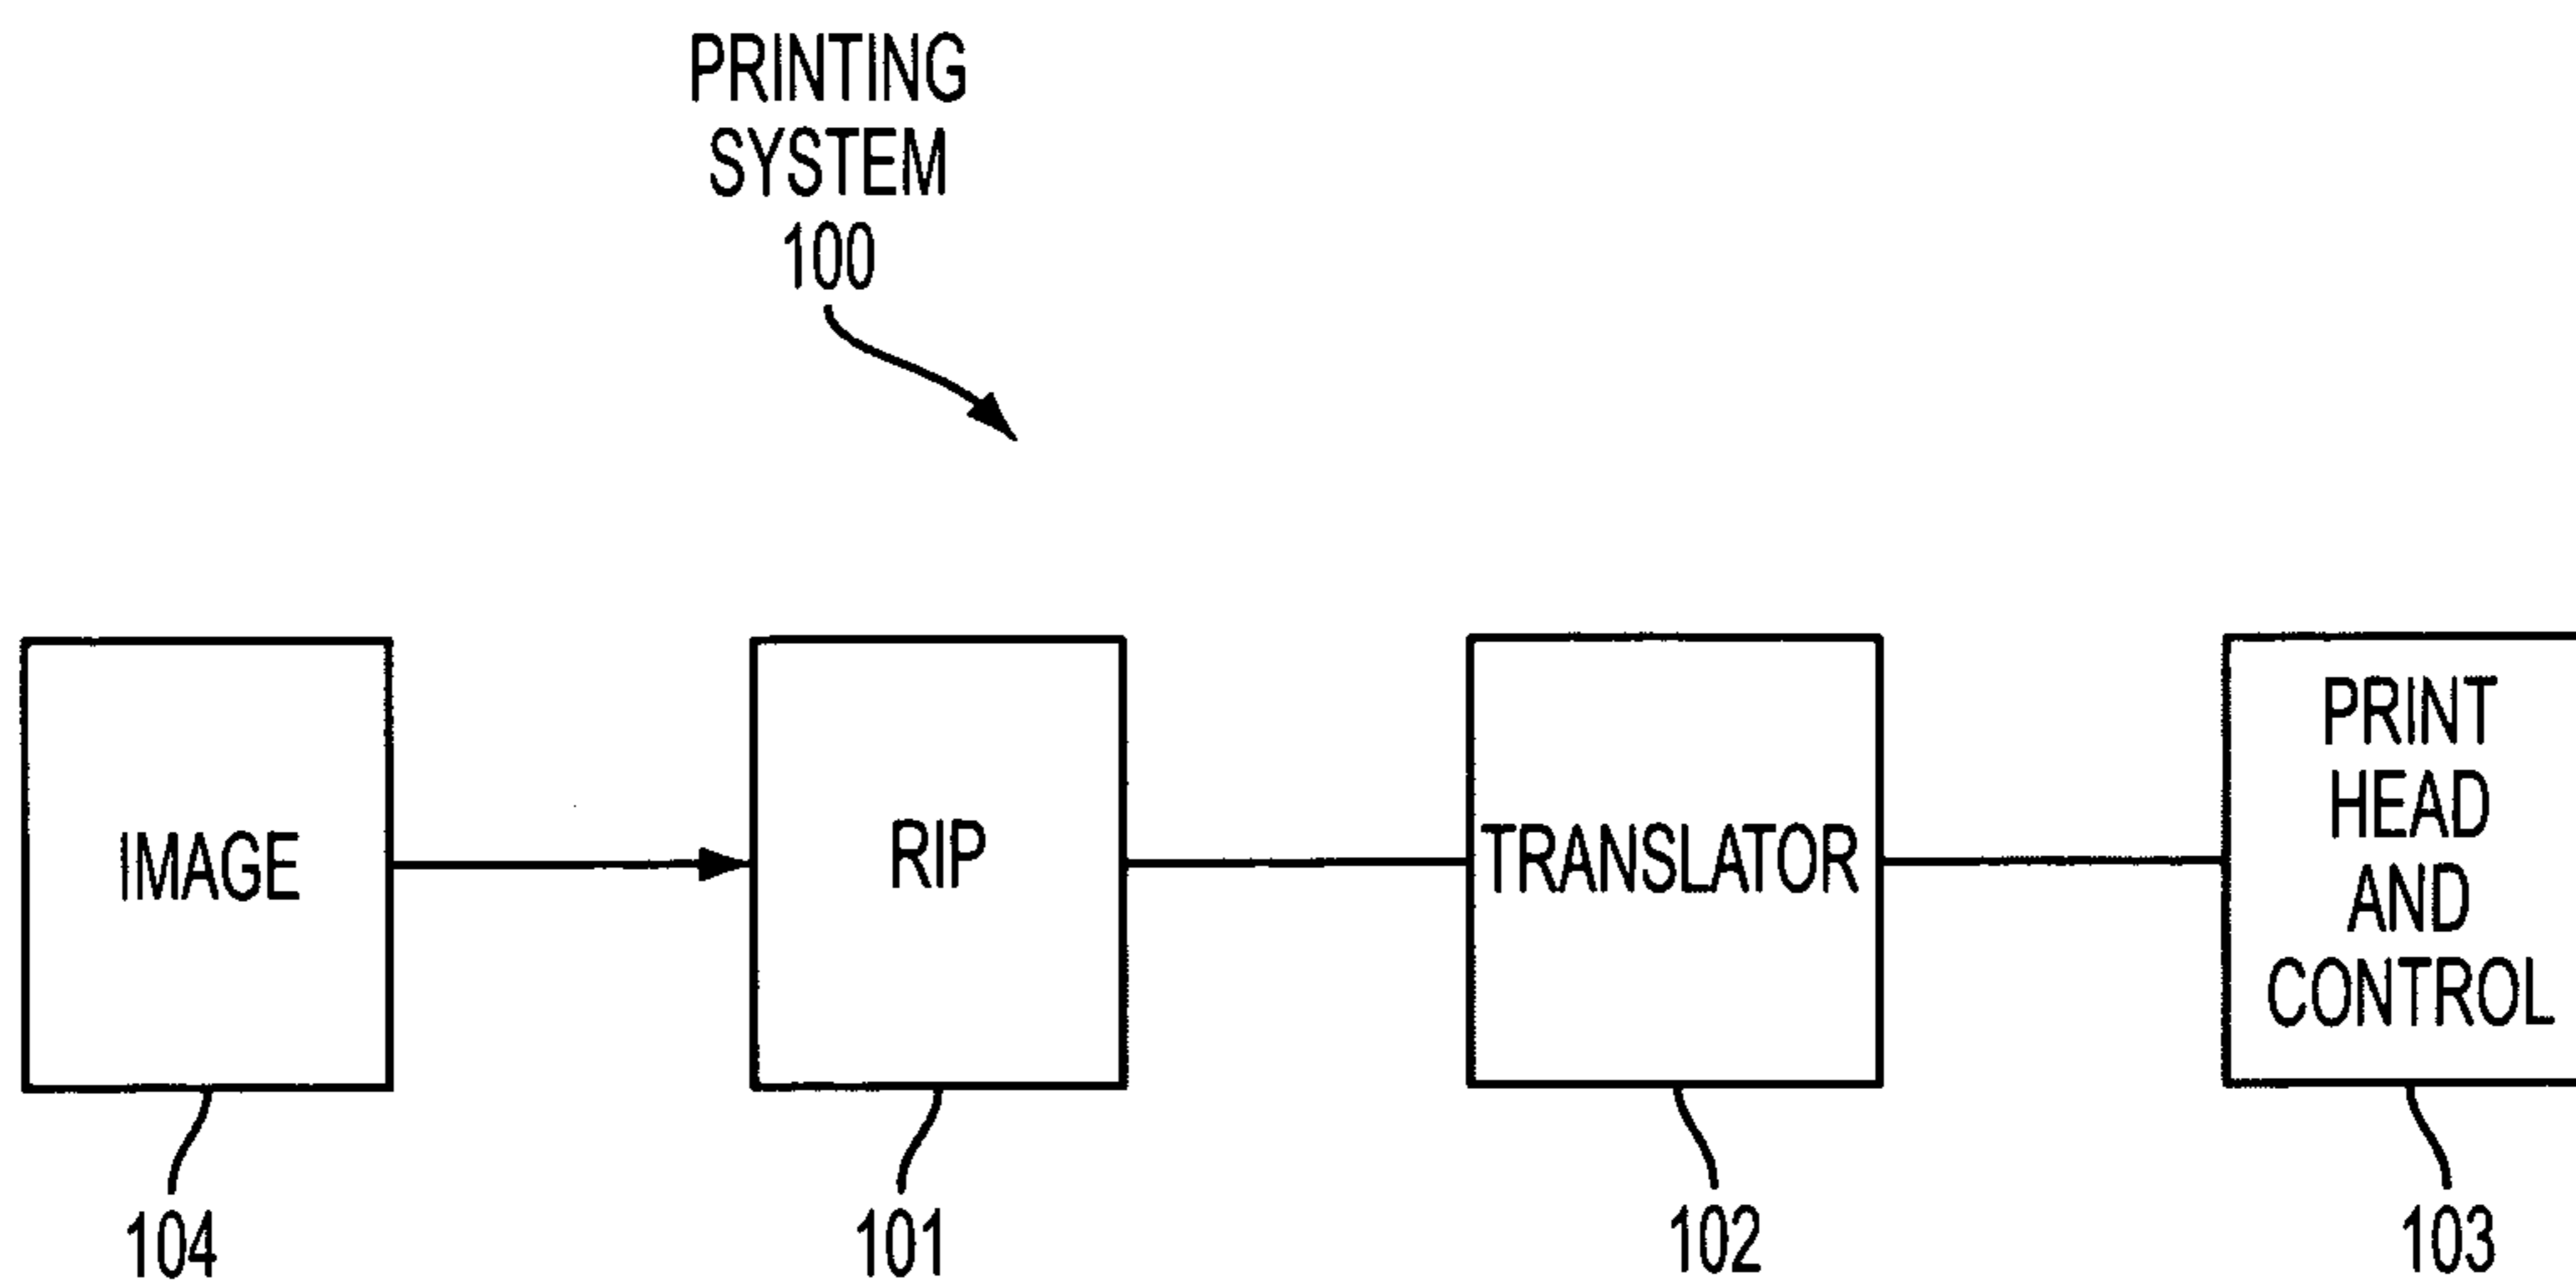 PRINTING
SYSTEM
100
IMAGE
RIP
TRANSLATOR
PRINT
HEAD
AND
CONTROL
104
101
102
103